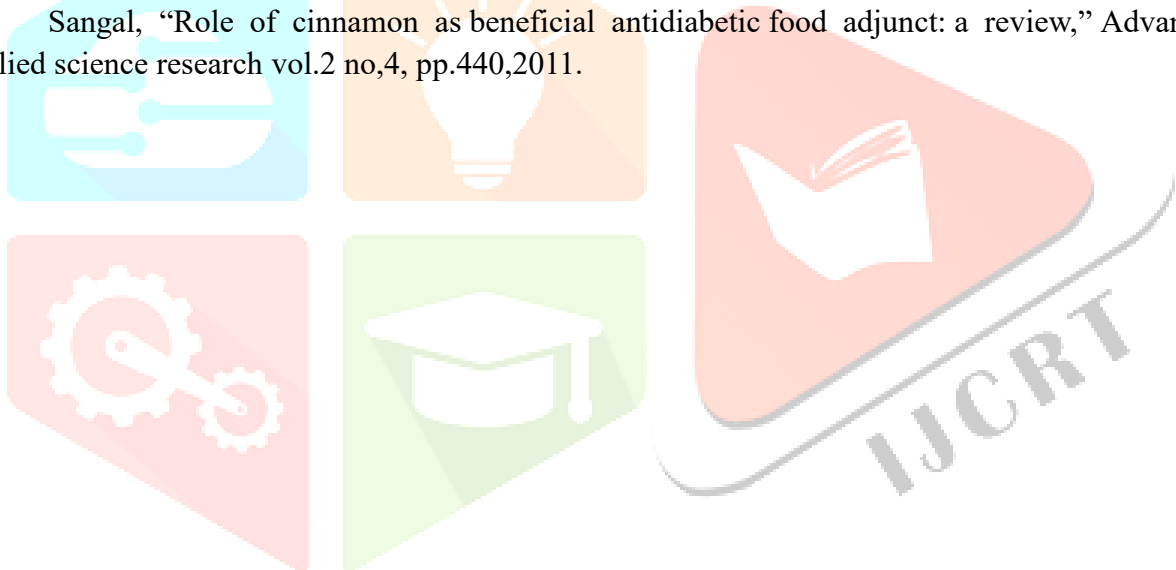 Sangal, “Role of cinnamon as beneficial antidiabetic food adjunct: a review,” Advan
lied science research vol.2 no,4, pp.440,2011.
IJCRT